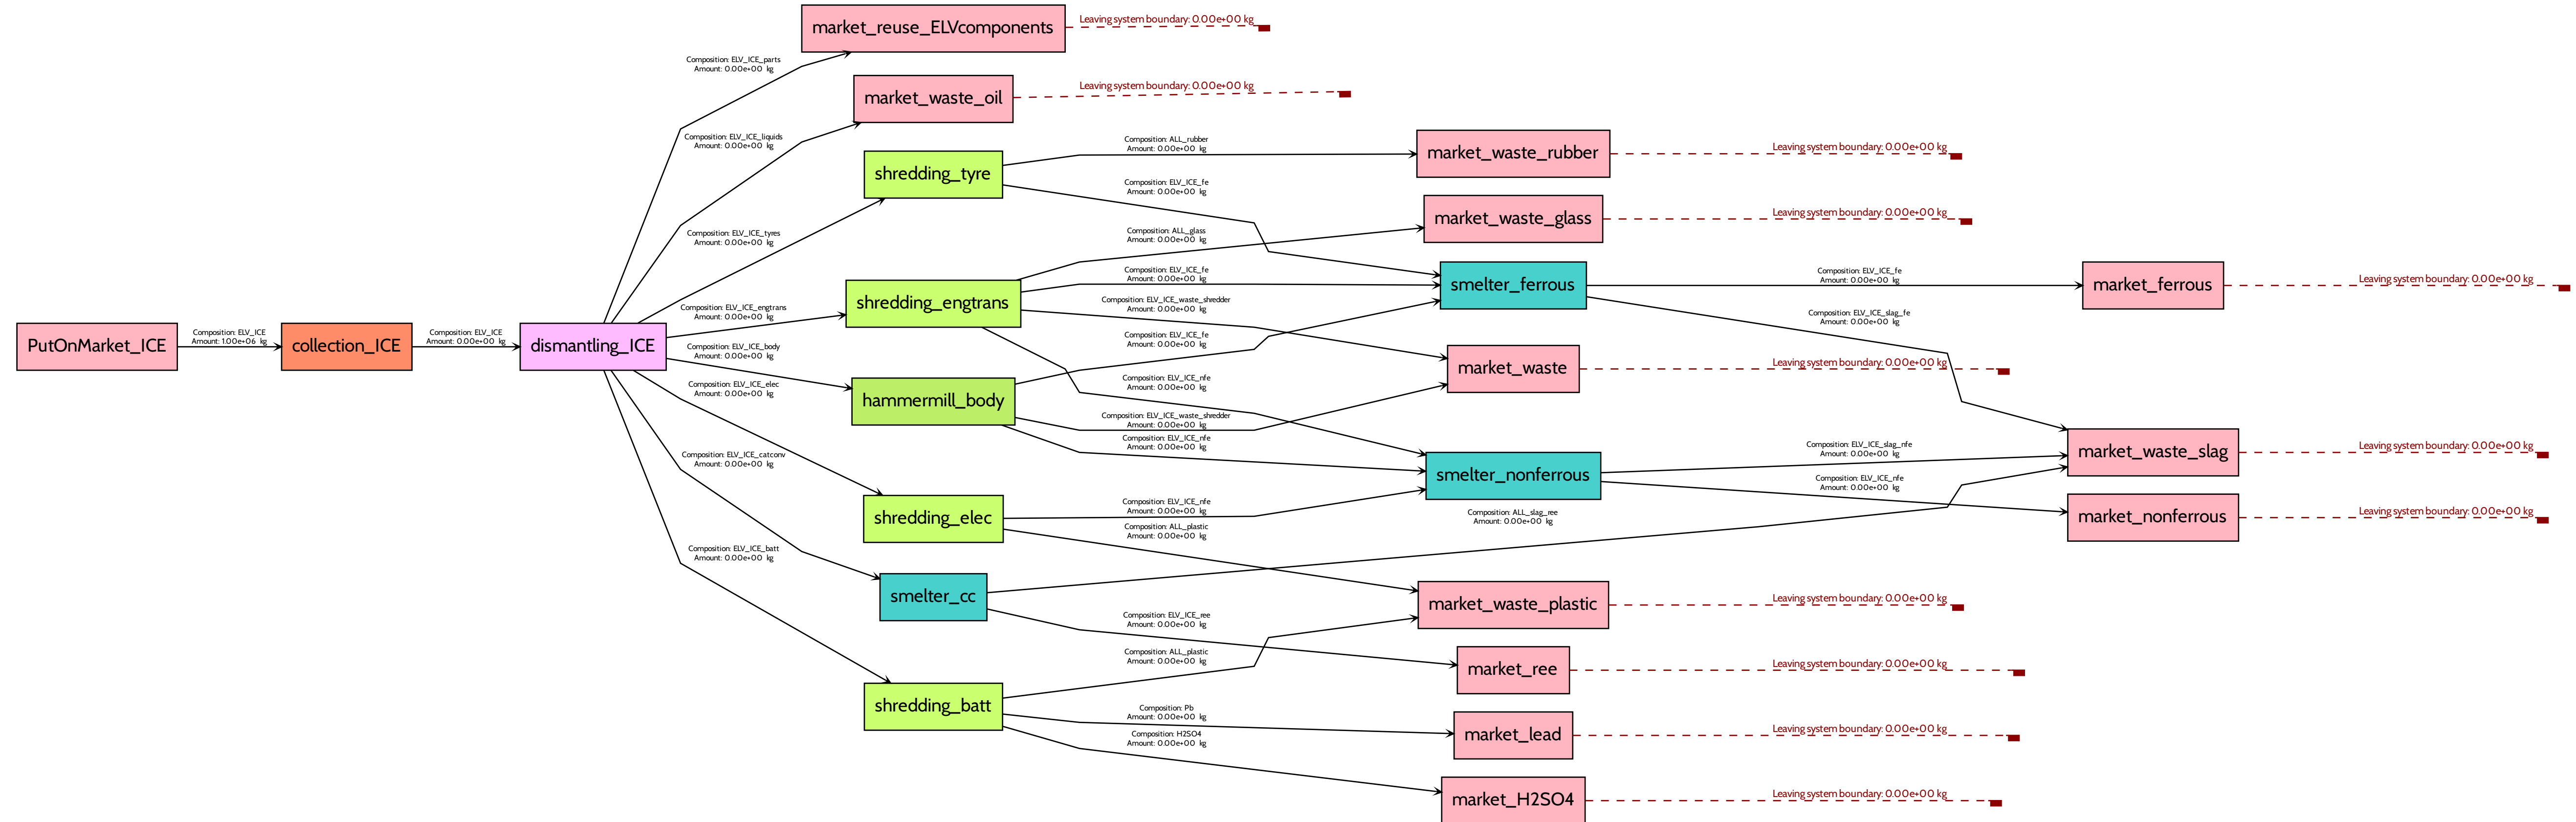 market_reuse_ELVcomponents
Leaving system boundary: 0.00e+00 kg
Composition: ELV_ICE_parts
Amount: 0.00e+00 kg
market_waste_oil
Leaving system boundary: 0.00e+00 kg
Composition: ELV_ICE_liquids
Amount: 0.00e+00 kg
shredding_tyre
Composition: ALL_rubber
Amount: 0.00e+00 kg
market_waste_rubber
Leaving system boundary: 0.00e+00 kg
Composition: ELV_ICE_fe
Amount: 0.00e+00 kg
Composition: ELV_ICE_tyres
Amount: 0.00e+00 kg
Composition: ALL_glass
Amount: 0.00e+00 kg
market_waste_glass
Leaving system boundary: 0.00e+00 kg
Composition: ELV_ICE_engtrans
Amount: 0.00e+00 kg
shredding_engtrans
Composition: ELV_ICE_fe
Amount: 0.00e+00 kg
smelter_ferrous
Composition: ELV_ICE_fe
Amount: 0.00e+00 kg
market_ferrous
Leaving system boundary: 0.00e+00 kg
Composition: ELV_ICE_waste_shredder
Amount: 0.00e+00 kg
Composition: ELV_ICE_slag_fe
Amount: 0.00e+00 kg
PutOnMarket_ICE
Composition: ELV_ICE
Amount: 1.00e+06 kg
collection_ICE
Composition: ELV_ICE
Amount: 0.00e+00 kg
dismantling_ICE
Composition: ELV_ICE_body
Amount: 0.00e+00 kg
Composition: ELV_ICE_fe
Amount: 0.00e+00 kg
market_waste
Leaving system boundary: 0.00e+00 kg
Composition: ELV_ICE_elec
Amount: 0.00e+00 kg
hammermill_body
Composition: ELV_ICE_nfe
Amount: 0.00e+00 kg
Composition: ELV_ICE_waste_shredder
Amount: 0.00e+00 kg
Composition: ELV_ICE_nfe
Amount: 0.00e+00 kg
Composition: ELV_ICE_catconv
Amount: 0.00e+00 kg
smelter_nonferrous
Composition: ELV_ICE_slag_nfe
Amount: 0.00e+00 kg
market_waste_slag
Leaving system boundary: 0.00e+00 kg
Composition: ELV_ICE_nfe
Amount: 0.00e+00 kg
market_nonferrous
Leaving system boundary: 0.00e+00 kg
shredding_elec
Composition: ELV_ICE_nfe
Amount: 0.00e+00 kg
Composition: ALL_slag_ree
Amount: 0.00e+00 kg
Composition: ALL_plastic
Amount: 0.00e+00 kg
Composition: ELV_ICE_batt
Amount: 0.00e+00 kg
smelter_cc
market_waste_plastic
Leaving system boundary: 0.00e+00 kg
Composition: ELV_ICE_ree
Amount: 0.00e+00 kg
Composition: ALL_plastic
Amount: 0.00e+00 kg
market_ree
Leaving system boundary: 0.00e+00 kg
shredding_batt
Composition: Pb
Amount: 0.00e+00 kg
market_lead
Leaving system boundary: 0.00e+00 kg
Composition: H2SO4
Amount: 0.00e+00 kg
market_H2SO4
Leaving system boundary: 0.00e+00 kg